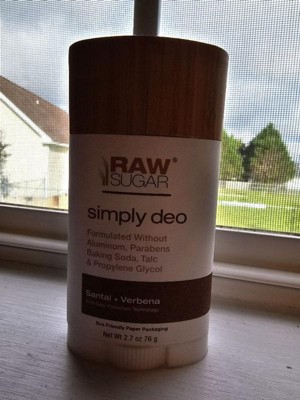 RAW®
SUGAR
simply deo
Formulated Without
Aluminum, Parabens
Baking Soda, Talc
& Propylene Glycol
Santal + Verbena
Eco Friendly Paper Packaging
Net Wt 2.7 oz 76 g